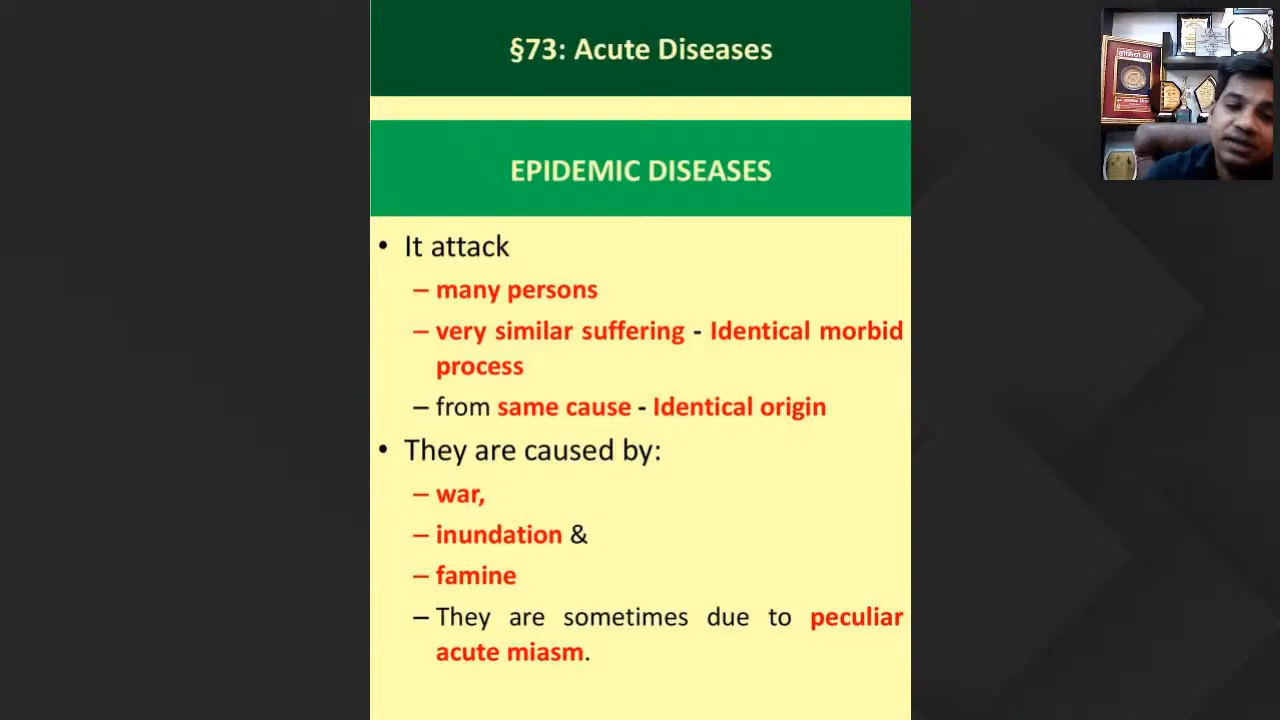 §73: Acute Diseases
EPIDEMIC DISEASES
• It attack
– many persons
– very similar suffering - Identical morbid
process
– from same cause - Identical origin
• They are caused by:
– war,
– inundation &
– famine
– They are sometimes due to peculiar
acute miasm.